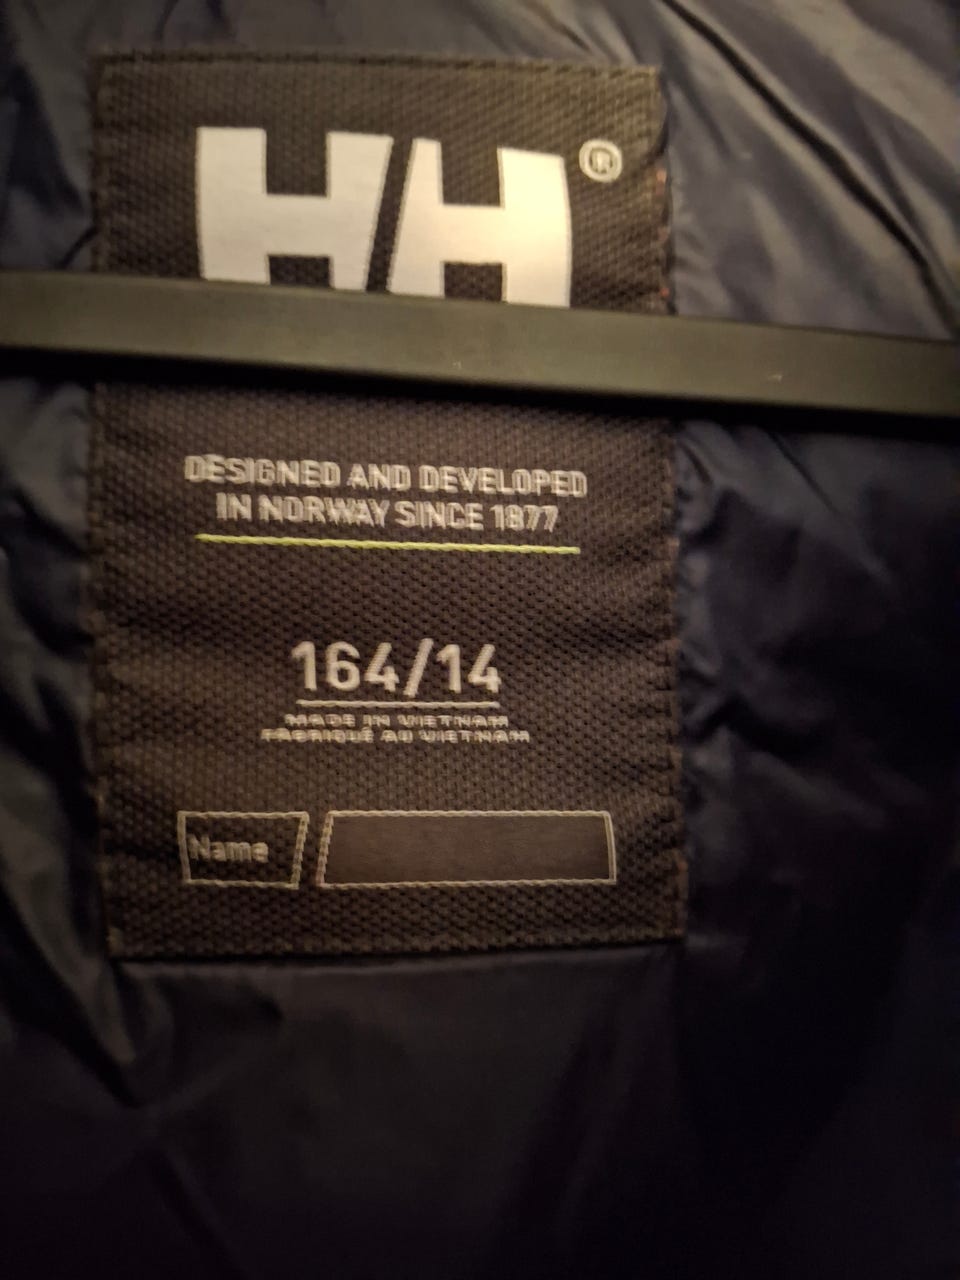 HH®
DESIGNED AND DEVELOPED
IN NORWAY SINCE 1877
164/14
MADE IN VIETNAM
FABRIQUÉ AU VIETNAM
Name